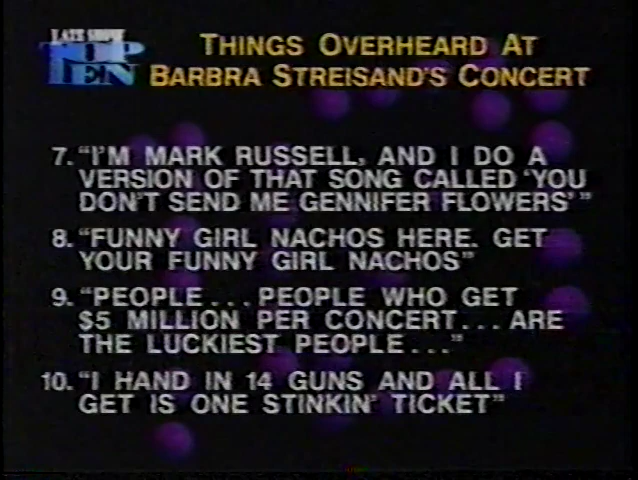 LATE SHOW
TOP
TEN
THINGS OVERHEARD AT
BARBRA STREISAND'S CONCERT
7. "I'M MARK RUSSELL, AND I DO A
VERSION OF THAT SONG CALLED 'YOU
DON'T SEND ME GENNIFER FLOWERS'"
8. "FUNNY GIRL NACHOS HERE. GET
YOUR FUNNY GIRL NACHOS"
9. "PEOPLE... PEOPLE WHO GET
$5 MILLION PER CONCERT... ARE
THE LUCKIEST PEOPLE..."
10. "I HAND IN 14 GUNS AND ALL I
GET IS ONE STINKIN' TICKET"